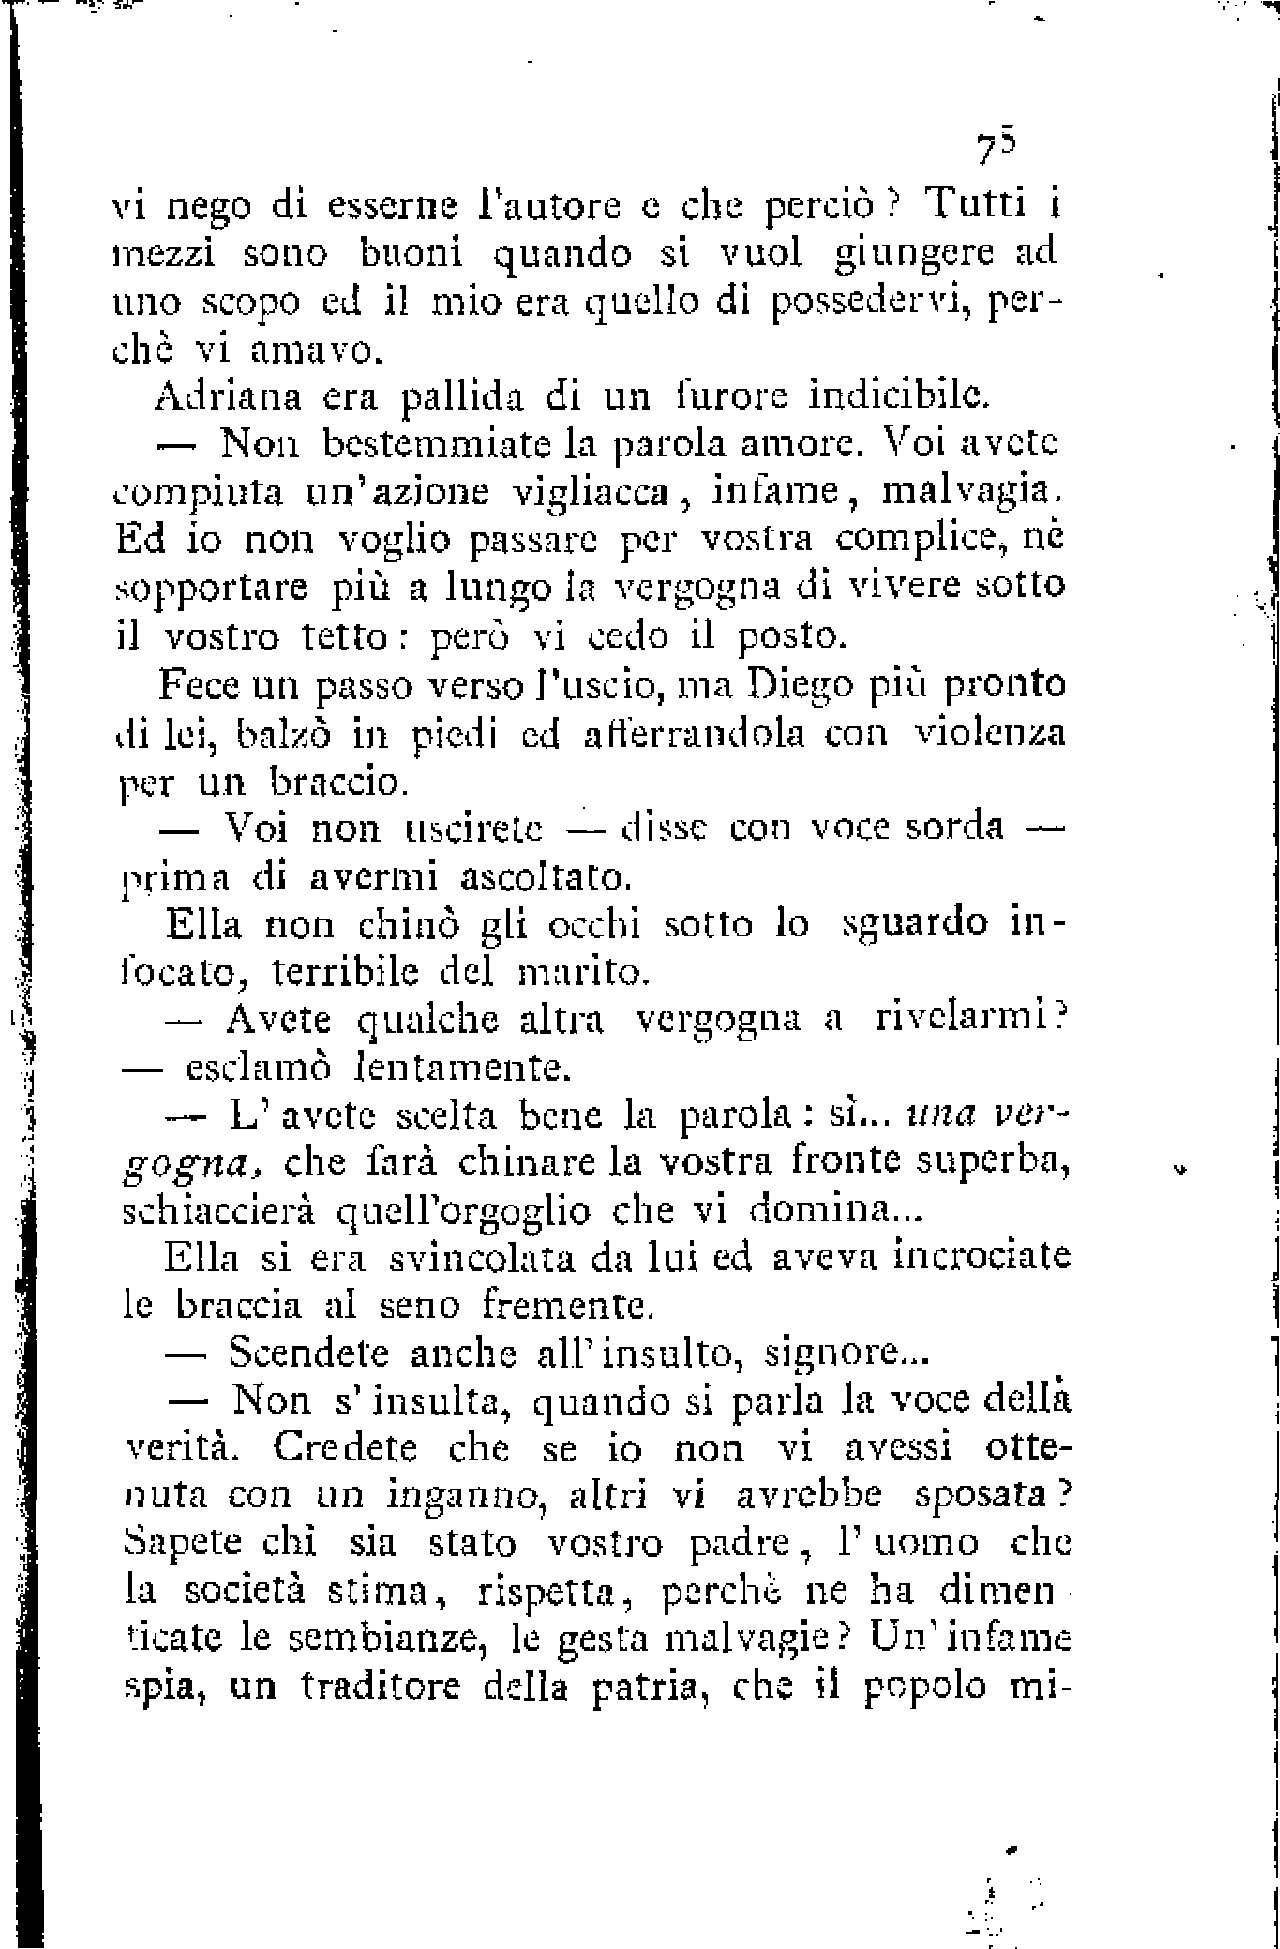 75
vi nego di esserne l'autore e che perciò ? Tutti i
mezzi sono buoni quando si vuol giungere ad
uno scopo ed il mio era quello di possedervi, per-
chè vi amavo.
Adriana era pallida di un furore indicibile.
— Non bestemmiate la parola amore. Voi avete
compiuta un'azione vigliacca, infame, malvagia.
Ed io non voglio passare per vostra complice, nè
sopportare più a lungo la vergogna di vivere sotto
il vostro tetto : però vi cedo il posto.
Fece un passo verso l'uscio, ma Diego più pronto
di lei, balzò in piedi ed afferrandola con violenza
per un braccio.
— Voi non uscirete — disse con voce sorda —
prima di avermi ascoltato.
Ella non chinò gli occhi sotto lo sguardo in-
focato, terribile del marito.
— Avete qualche altra vergogna a rivelarmi?
— esclamò lentamente.
— L' avete scelta bene la parola : sì... una ver-
gogna, che farà chinare la vostra fronte superba,
schiaccierà quell'orgoglio che vi domina...
Ella si era svincolata da lui ed aveva incrociate
le braccia al seno fremente.
— Scendete anche all' insulto, signore...
— Non s' insulta, quando si parla la voce della
verità. Credete che se io non vi avessi otte-
nuta con un inganno, altri vi avrebbe sposata ?
Sapete chi sia stato vostro padre, l' uomo che
la società stima, rispetta, perchè ne ha dimen
ticate le sembianze, le gesta malvagie? Un' infame
spia, un traditore della patria, che il popolo mi-